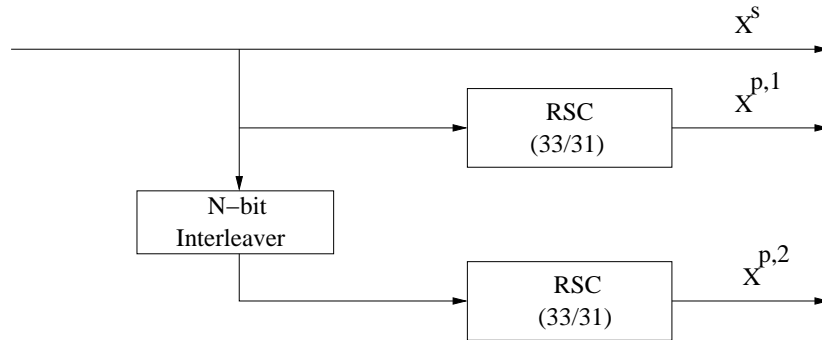 X^s
RSC
(33/31)
X^p,1
N−bit
Interleaver
RSC
(33/31)
X^p,2